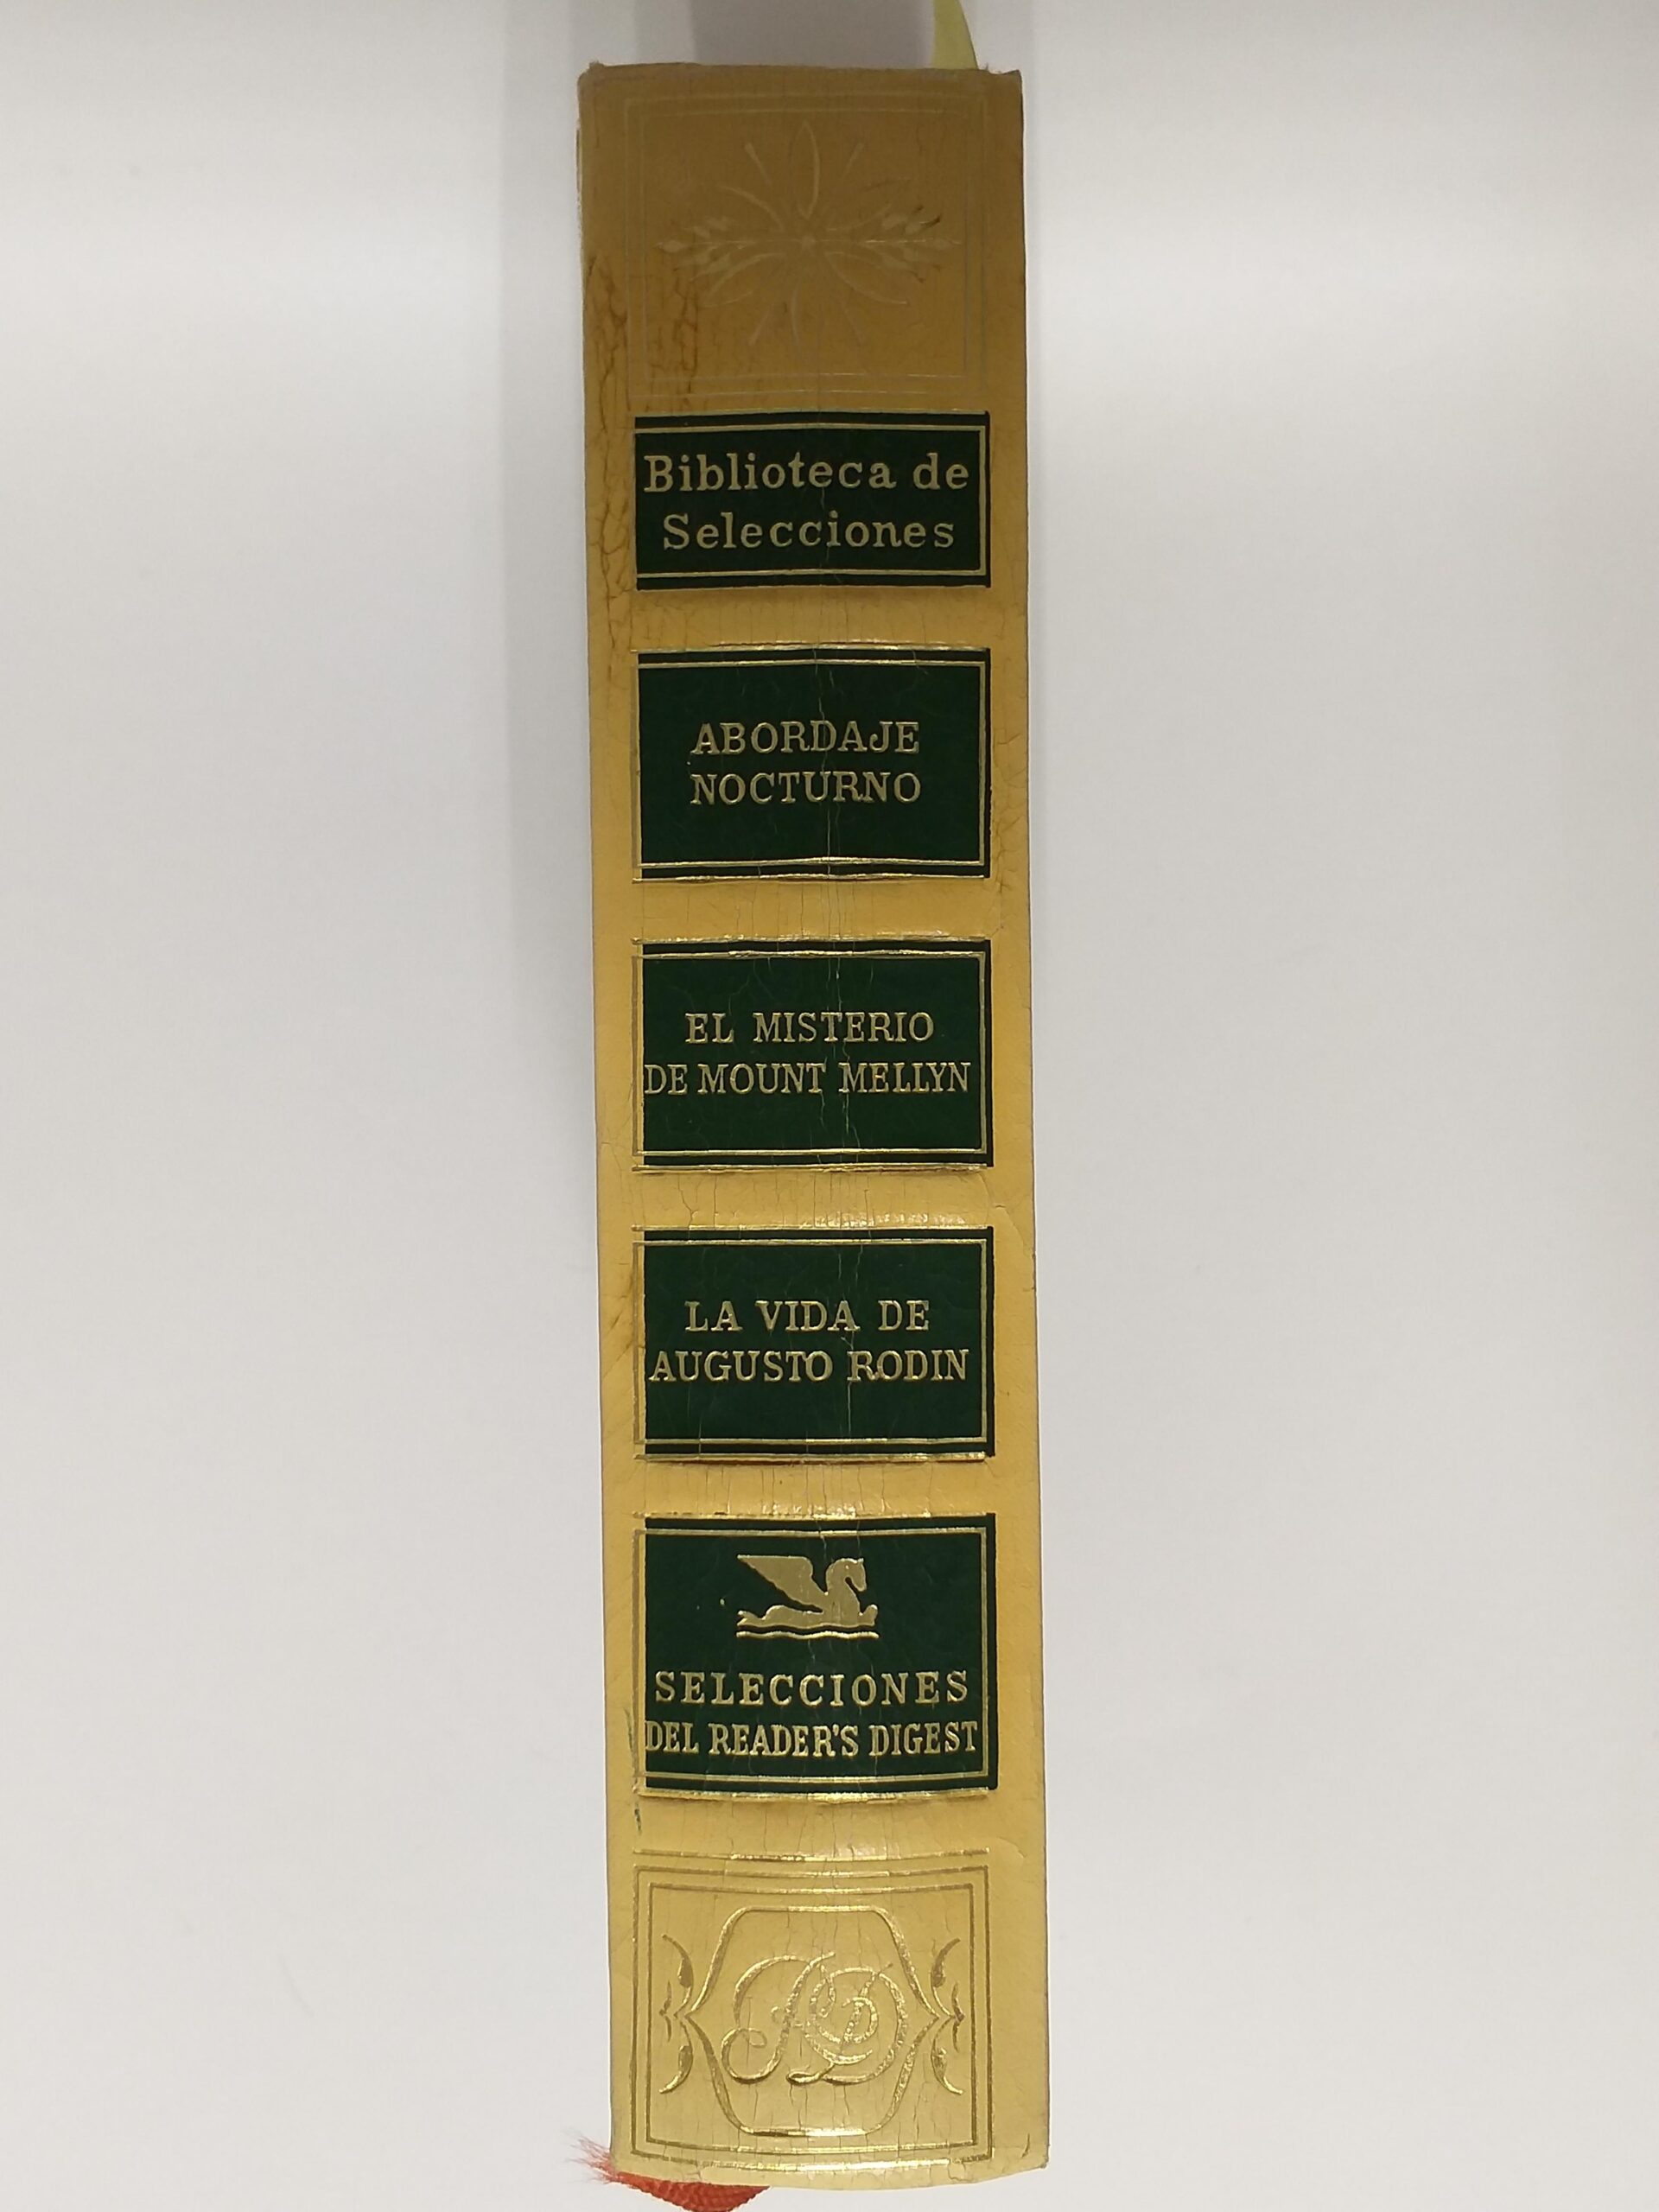 Biblioteca de
Selecciones
ABORDAJE
NOCTURNO
EL MISTERIO
DE MOUNT MELLYN
LA VIDA DE
AUGUSTO RODIN
SELECCIONES
DEL READER'S DIGEST
RD